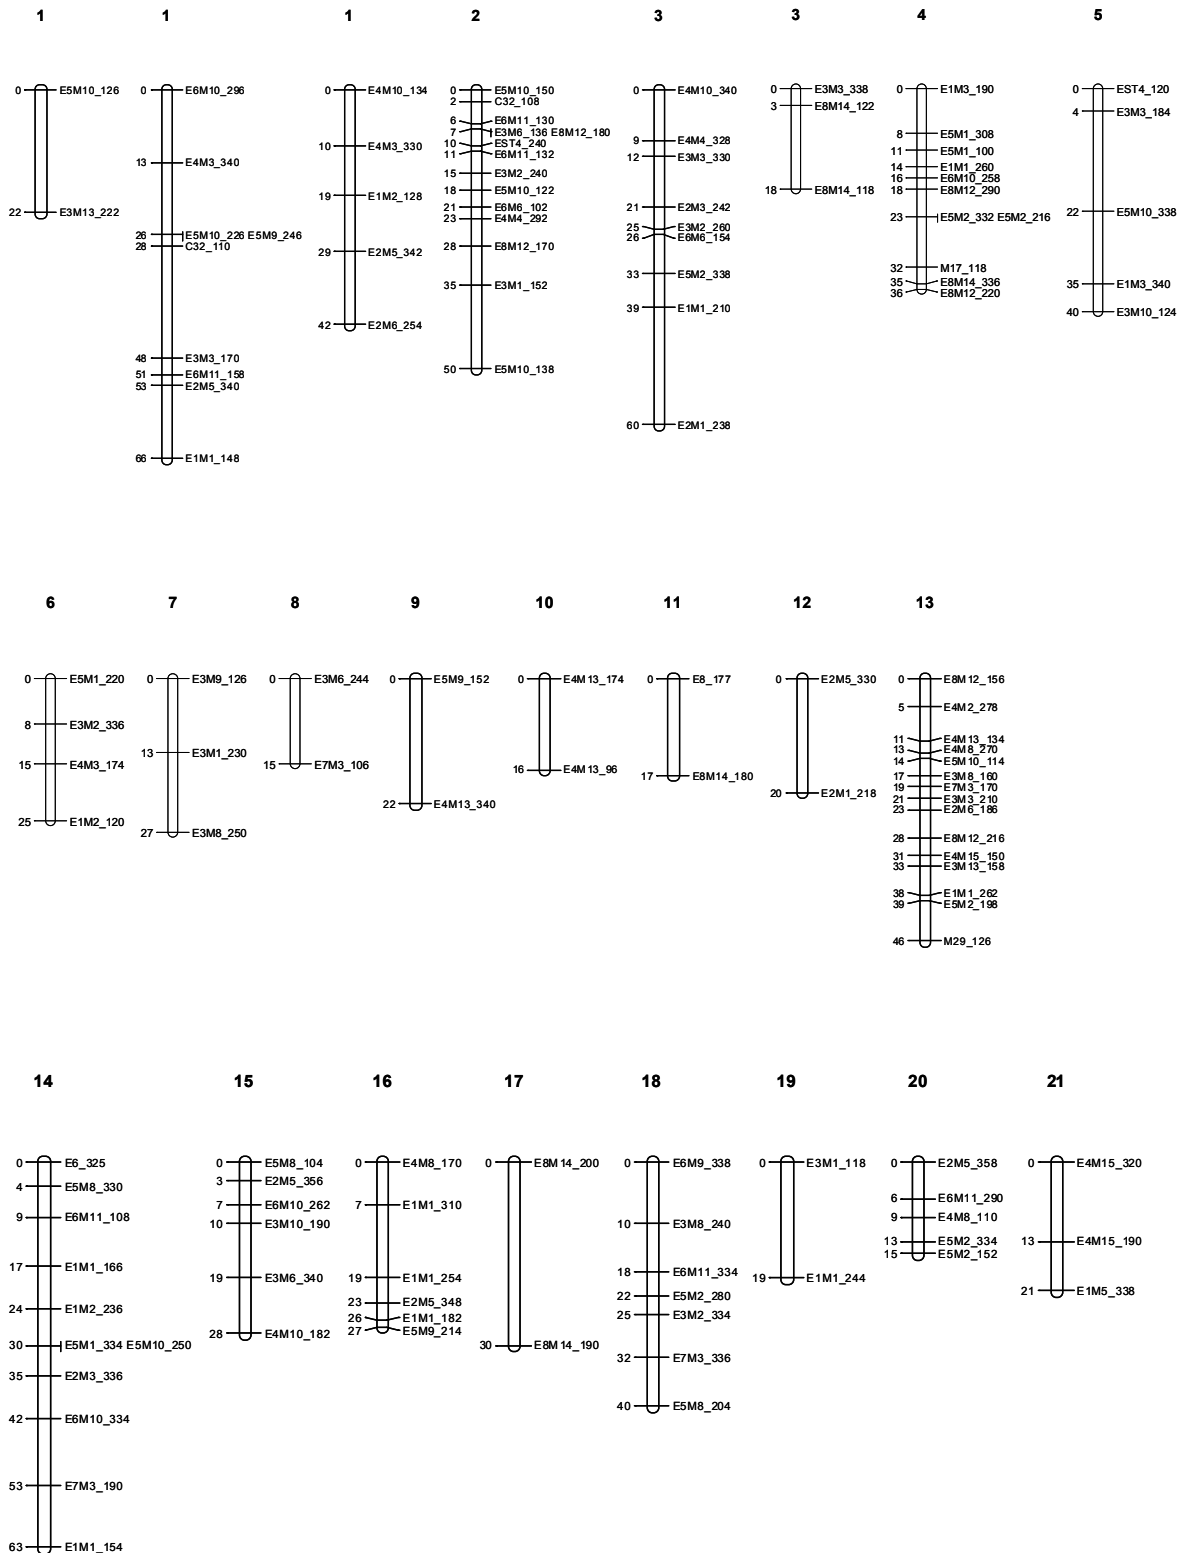 1 1 1 2 3 3 4 5
0 E5M10_126
22 E3M13_222
0 E6M10_296
13 E4M3_340
26 E5M10_226 E5M9_246
28 C32_110
48 E3M3_170
51 E6M11_158
53 E2M5_340
66 E1M1_148
0 E4M10_134
10 E4M3_330
19 E1M2_128
29 E2M5_342
42 E2M6_254
0 E5M10_150
2 C32_108
6 E6M11_130
7 E3M6_136 E8M12_180
10 EST4_240
11 E6M11_132
15 E3M2_240
18 E5M10_122
21 E6M6_102
23 E4M4_292
28 E8M12_170
35 E3M1_152
50 E5M10_138
0 E4M10_340
9 E4M4_328
12 E3M3_330
21 E2M3_242
25 E3M2_260
26 E6M6_154
33 E5M2_338
39 E1M1_210
60 E2M1_238
0 E3M3_338
3 E8M14_122
18 E8M14_118
0 E1M3_190
8 E5M1_308
11 E5M1_100
14 E1M1_260
16 E6M10_258
18 E8M12_290
23 E5M2_332 E5M2_216
32 M17_118
35 E8M14_336
36 E8M12_220
0 EST4_120
4 E3M3_184
22 E5M10_338
35 E1M3_340
40 E3M10_124
6 7 8 9 10 11 12 13
0 E5M1_220
8 E3M2_336
15 E4M3_174
25 E1M2_120
0 E3M9_126
13 E3M1_230
27 E3M8_250
0 E3M6_244
15 E7M3_106
0 E5M9_152
22 E4M13_340
0 E4M13_174
16 E4M13_96
0 E8_177
17 E8M14_180
0 E2M5_330
20 E2M1_218
0 E8M12_156
5 E4M2_278
11 E4M13_134
13 E4M8_270
14 E5M10_114
17 E3M8_160
19 E7M3_170
21 E3M3_210
23 E2M6_186
28 E8M12_216
31 E4M15_150
33 E3M13_158
38 E1M1_262
39 E5M2_198
46 M29_126
14 15 16 17 18 19 20 21
0 E6_325
4 E5M8_330
9 E6M11_108
17 E1M1_166
24 E1M2_236
30 E5M1_334 E5M10_250
35 E2M3_336
42 E6M10_334
53 E7M3_190
63 E1M1_154
0 E5M8_104
3 E2M5_356
7 E6M10_262
10 E3M10_190
19 E3M6_340
28 E4M10_182
0 E4M8_170
7 E1M1_310
19 E1M1_254
23 E2M5_348
26 E1M1_182
27 E5M9_214
0 E8M14_200
30 E8M14_190
0 E6M9_338
10 E3M8_240
18 E6M11_334
22 E5M2_280
25 E3M2_334
32 E7M3_336
40 E5M8_204
0 E3M1_118
19 E1M1_244
0 E2M5_358
6 E6M11_290
9 E4M8_110
13 E5M2_334
15 E5M2_152
0 E4M15_320
13 E4M15_190
21 E1M5_338